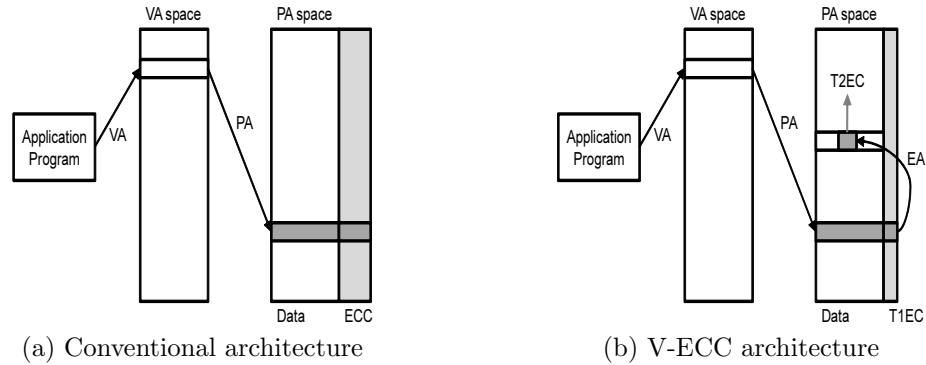 VA space
PA space
Application
Program
VA
PA
Data
ECC
(a) Conventional architecture
VA space
PA space
T2EC
Application
Program
VA
PA
EA
Data
T1EC
(b) V-ECC architecture